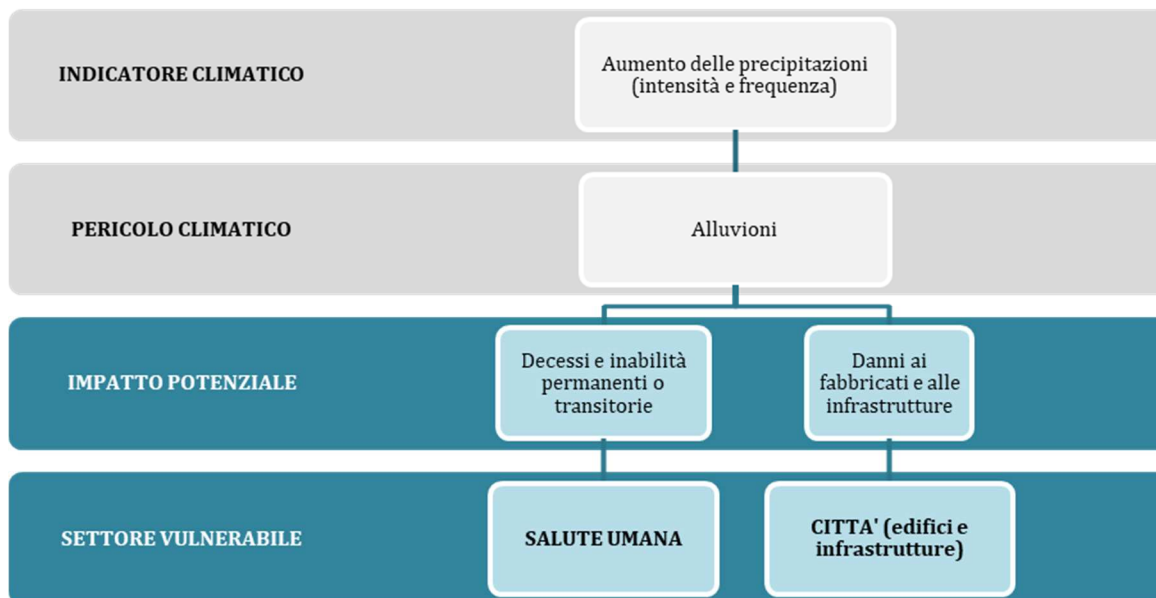 INDICATORE CLIMATICO
Aumento delle precipitazioni
(intensità e frequenza)
PERICOLO CLIMATICO
Alluvioni
IMPATTO POTENZIALE
Decessi e inabilità
permanenti o
transitorie
Danni ai
fabbricati e alle
infrastrutture
SETTORE VULNERABILE
SALUTE UMANA
CITTA' (edifici e
infrastrutture)